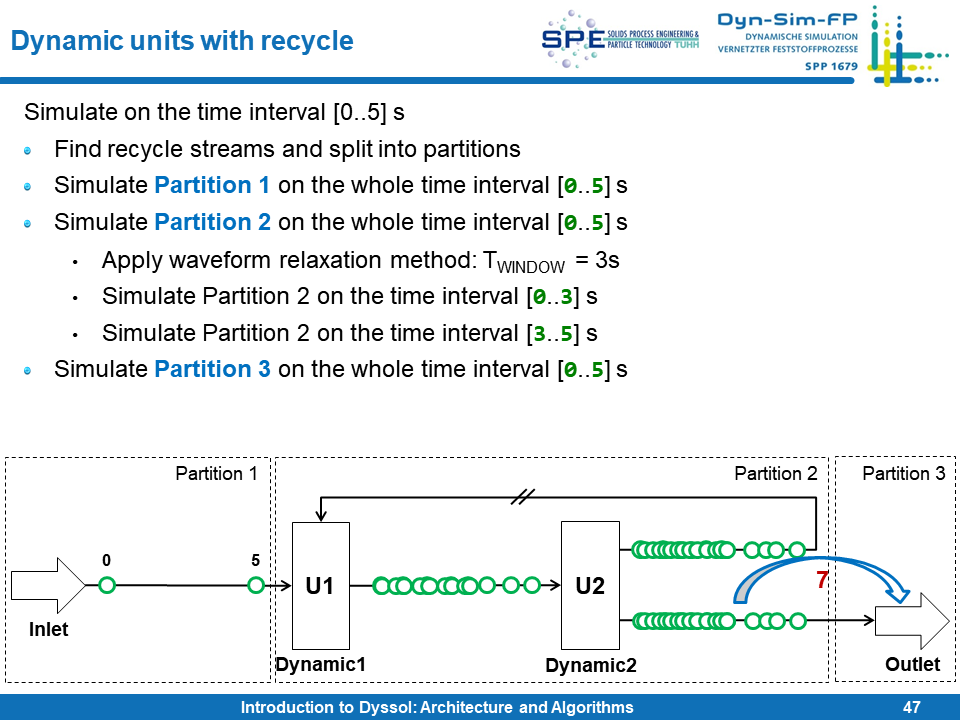 Dynamic units with recycle
SPE SOLIDS PROCESS ENGINEERING &
PARTICLE TECHNOLOGY TUHH
Dyn-Sim-FP
DYNAMISCHE SIMULATION
VERNETZTER FESTSTOFFPROZESSE
SPP 1679
Simulate on the time interval [0..5] s
Find recycle streams and split into partitions
Simulate Partition 1 on the whole time interval [0..5] s
Simulate Partition 2 on the whole time interval [0..5] s
• Apply waveform relaxation method: TWINDOW = 3s
• Simulate Partition 2 on the time interval [0..3] s
• Simulate Partition 2 on the time interval [3..5] s
Simulate Partition 3 on the whole time interval [0..5] s
Partition 1
Partition 2
Partition 3
0
5
U1
U2
7
Inlet
Dynamic1
Dynamic2
Outlet
Introduction to Dyssol: Architecture and Algorithms
47